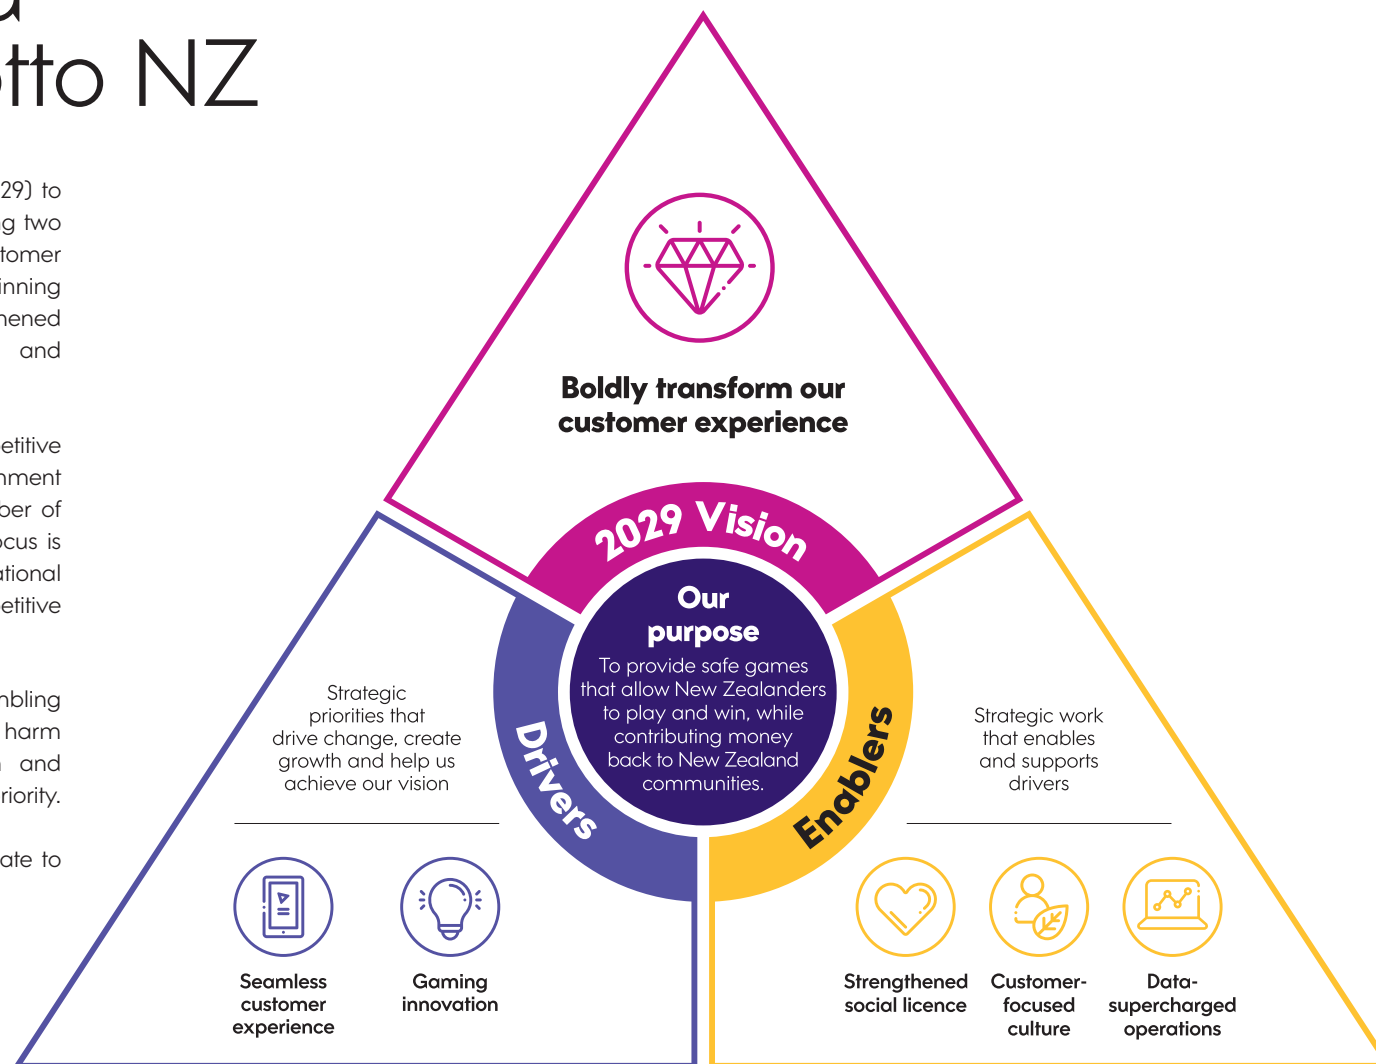 tto NZ
29) to
g two
tomer
inning
hened
and
etitive
nment
ber of
ocus is
ational
etitive
mbling
harm
and
riority.
ate to
Boldly transform our
customer experience
2029 Vision
Our
purpose
To provide safe games
that allow New Zealanders
to play and win, while
contributing money
back to New Zealand
communities.
Drivers
Strategic
priorities that
drive change, create
growth and help us
achieve our vision
Seamless
customer
experience
Gaming
innovation
Enablers
Strategic work
that enables
and supports
drivers
Strengthened
social licence
Customer-
focused
culture
Data-
supercharged
operations